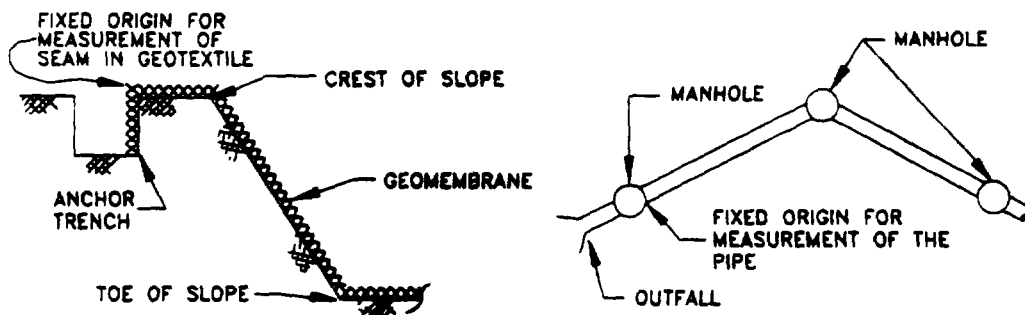 FIXED ORIGIN FOR
MEASUREMENT OF
SEAM IN GEOTEXTILE
CREST OF SLOPE
GEOMEMBRANE
ANCHOR
TRENCH
TOE OF SLOPE
MANHOLE
MANHOLE
FIXED ORIGIN FOR
MEASUREMENT OF THE
PIPE
OUTFALL